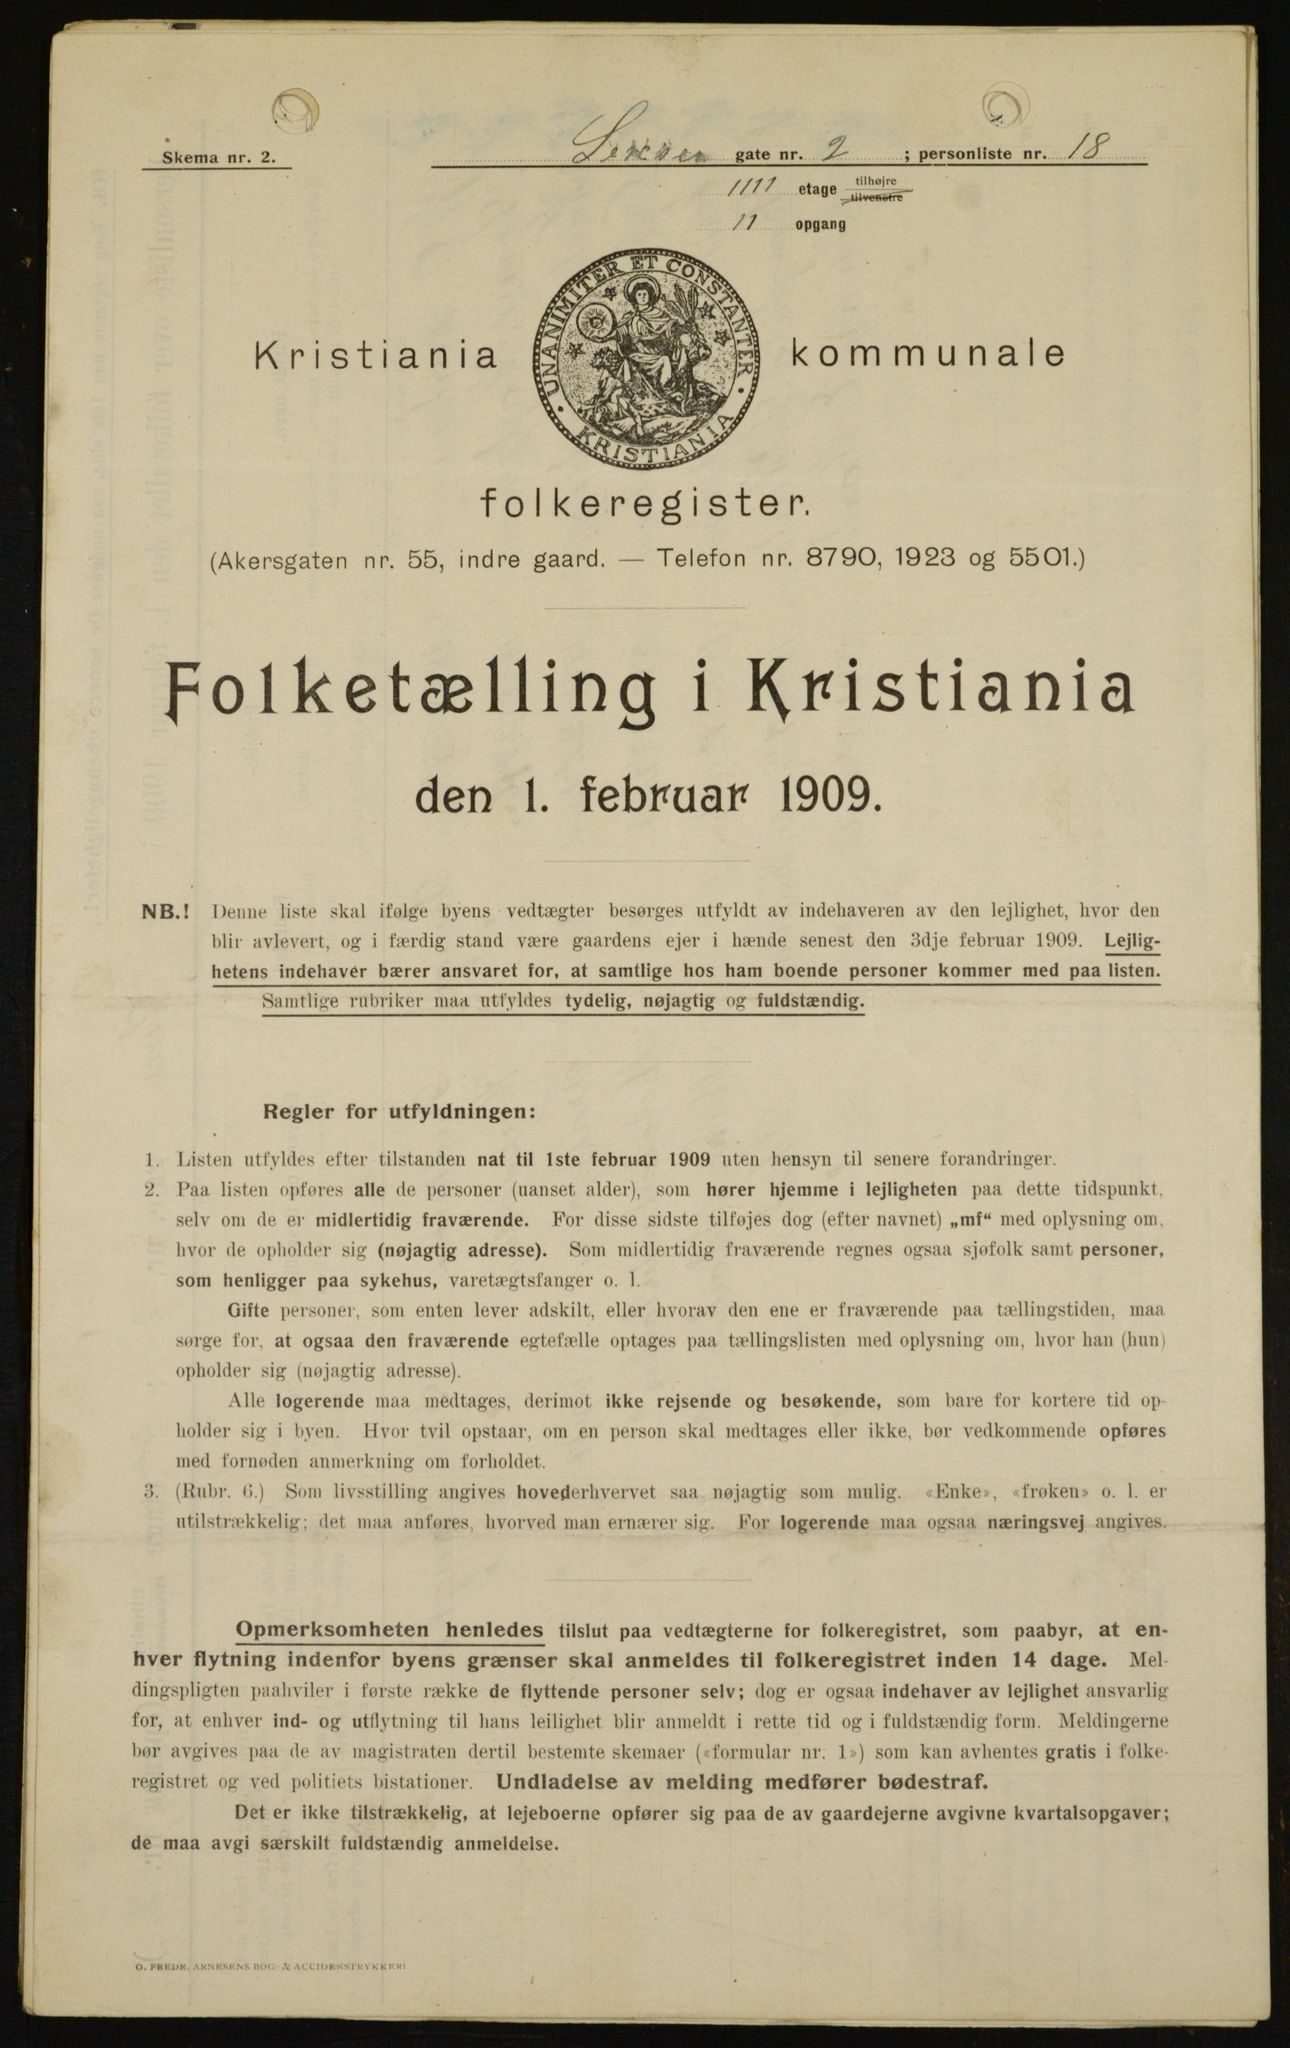 Skema nr. 2.
gate nr. 2 ; personliste nr. 18
1111 etage tilhøjre
tilvenstre
11 opgang
UNANIMITER ET CONSTANTER
KRISTIANIA
Kristiania kommunale
folkeregister.
(Akersgaten nr. 55, indre gaard. — Telefon nr. 8790, 1923 og 5501.)
Folketælling i Kristiania
den 1. februar 1909.
NB.! Denne liste skal ifølge byens vedtægter besørges utfyldt av indehaveren av den lejlighet, hvor den
blir avlevert, og i færdig stand være gaardens ejer i hænde senest den 3dje februar 1909. Lejlig-
hetens indehaver bærer ansvaret for, at samtlige hos ham boende personer kommer med paa listen.
Samtlige rubriker maa utfyldes tydelig, nøjagtig og fuldstændig.
Regler for utfyldningen:
1. Listen utfyldes efter tilstanden nat til 1ste februar 1909 uten hensyn til senere forandringer.
2. Paa listen opføres alle de personer (uanset alder), som hører hjemme i lejligheten paa dette tidspunkt,
selv om de er midlertidig fraværende. For disse sidste tilføjes dog (efter navnet) „mf“ med oplysning om,
hvor de opholder sig (nøjagtig adresse). Som midlertidig fraværende regnes ogsaa sjøfolk samt personer,
som henligger paa sykehus, varetægtsfanger o. l.
Gifte personer, som enten lever adskilt, eller hvorav den ene er fraværende paa tællingstiden, maa
sørge for, at ogsaa den fraværende egtefælle optages paa tællingslisten med oplysning om, hvor han (hun)
opholder sig (nøjagtig adresse).
Alle logerende maa medtages, derimot ikke rejsende og besøkende, som bare for kortere tid op-
holder sig i byen. Hvor tvil opstaar, om en person skal medtages eller ikke, bør vedkommende opføres
med fornøden anmerkning om forholdet.
3. (Rubr. 6.) Som livsstilling angives hovederhvervet saa nøjagtig som mulig. «Enke», «frøken» o. l. er
utilstrækkelig; det maa anføres, hvorved man ernærer sig. For logerende maa ogsaa næringsvej angives.
Opmerksomheten henledes tilslut paa vedtægterne for folkeregistret, som paabyr, at en-
hver flytning indenfor byens grænser skal anmeldes til folkeregistret inden 14 dage. Mel-
dingspligten paahviler i første række de flyttende personer selv; dog er ogsaa indehaver av lejlighet ansvarlig
for, at enhver ind- og utflytning til hans leilighet blir anmeldt i rette tid og i fuldstændig form. Meldingerne
bør avgives paa de av magistraten dertil bestemte skemaer («formular nr. 1») som kan avhentes gratis i folke-
registret og ved politiets bistationer. Undladelse av melding medfører bødestraf.
Det er ikke tilstrækkelig, at lejeboerne opfører sig paa de av gaardejerne avgivne kvartalsopgaver;
de maa avgi særskilt fuldstændig anmeldelse.
O. FREDR. ARNESENS BOG- & ACCIDENSTRYKKERI